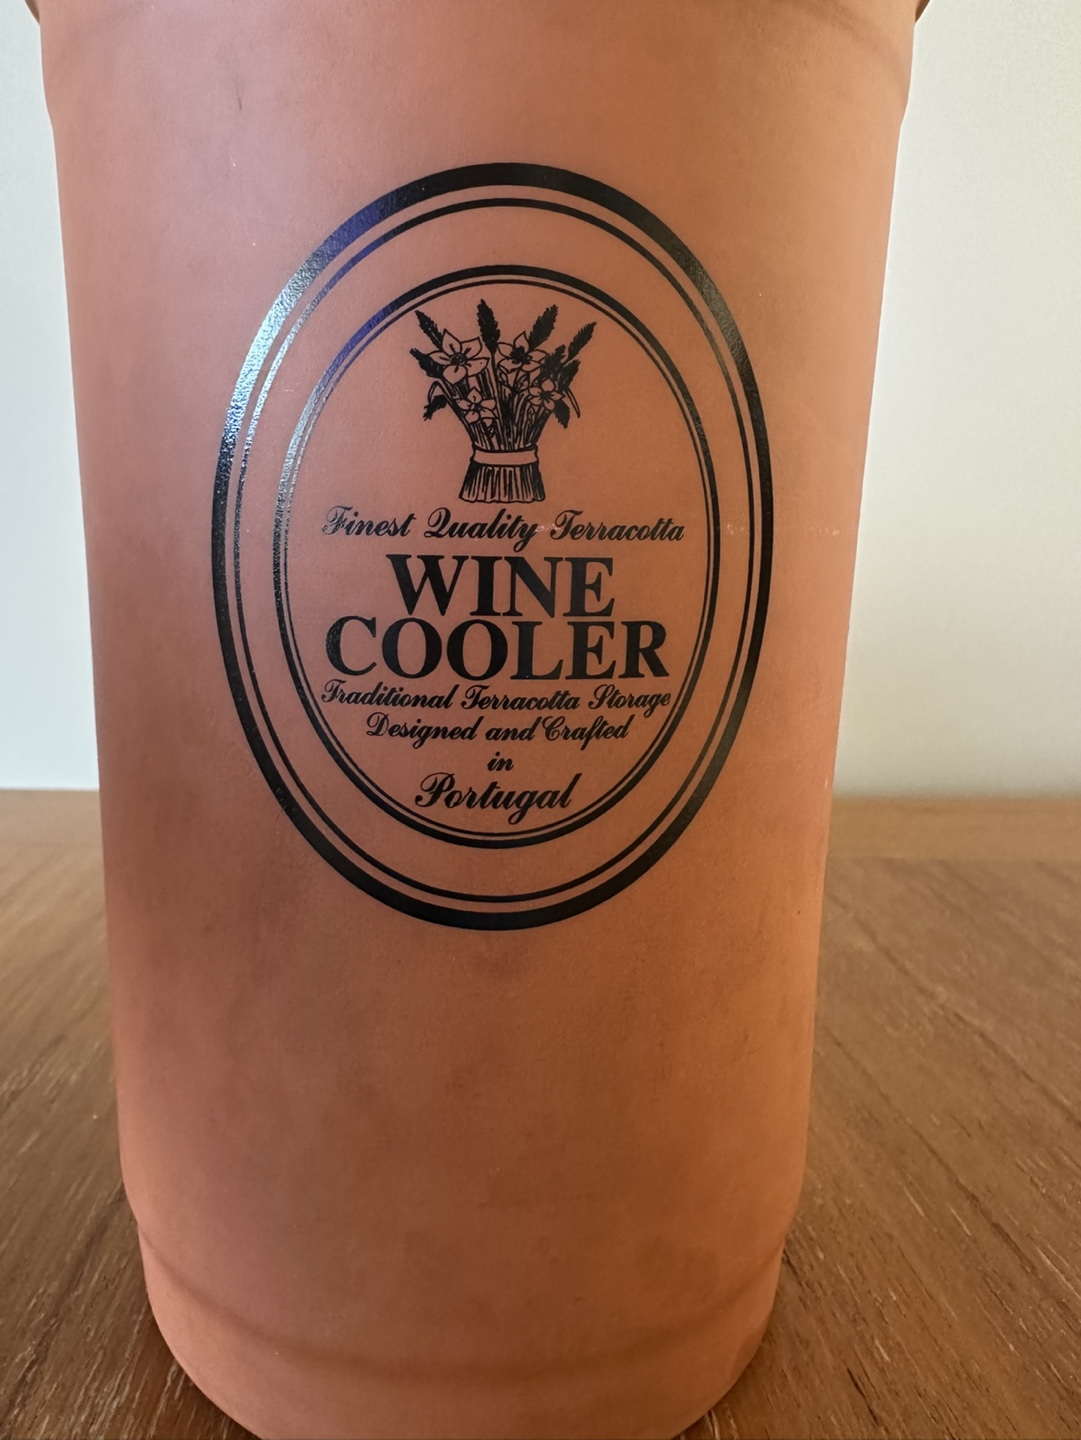 Finest Quality Terracotta
WINE
COOLER
Traditional Terracotta Storage
Designed and Crafted
in
Portugal